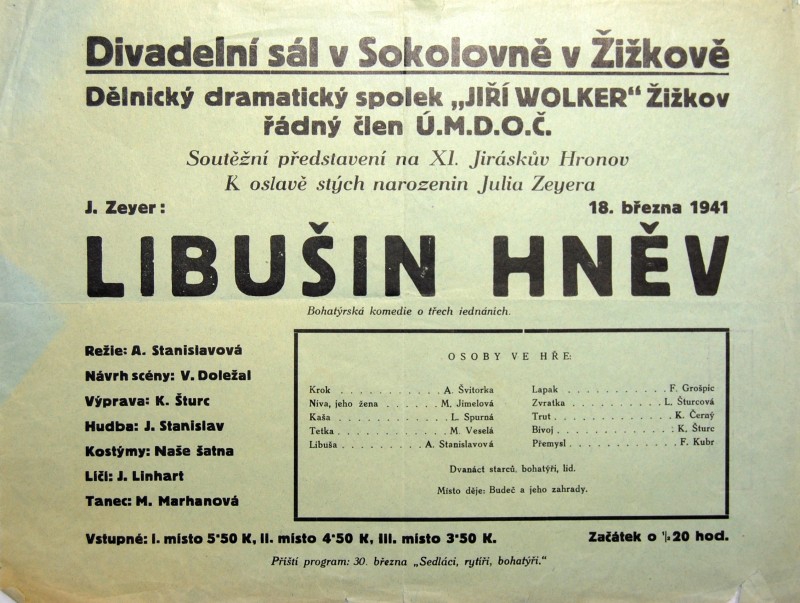 Divadelní sál v Sokolovně v Žižkově
Dělnický dramatický spolek „JIŘÍ WOLKER“ Žižkov
řádný člen Ú.M.D.O.Č.
Soutěžní představení na XI. Jiráskův Hronov
K oslavě stých narozenin Julia Zeyera
J. Zeyer: 18. března 1941
LIBUŠIN HNĚV
Bohatýrská komedie o třech iednáních.
Režie: A. Stanislavová
Návrh scény: V. Doležal
Výprava: K. Šturc
Hudba: J. Stanislav
Kostýmy: Naše šatna
Líčí: J. Linhart
Tanec: M. Marhanová
OSOBY VE HŘE:
Krok . . . . . . . . . . . A. Švitorka
Niva, jeho žena . . . . . . M. Jimelová
Kaša . . . . . . . . . . . . L. Spurná
Tetka . . . . . . . . . . . . M. Veselá
Libuša . . . . . . . . . A. Stanislavová
Lapak . . . . . . . . . . . F. Grošpic
Zvratka . . . . . . . . . . L. Šturcová
Trut . . . . . . . . . . . . K. Černý
Bivoj . . . . . . . . . . . . K. Šturc
Přemysl . . . . . . . . . . . F. Kubr
Dvanáct starců, bohatýři, lid.
Místo děje: Budeč a jeho zahrady.
Vstupné: I. místo 5·50 K, II. místo 4·50 K, III. místo 3·50 K. Začátek o ½20 hod.
Příští program: 30. března „Sedláci, rytíři, bohatýři.“